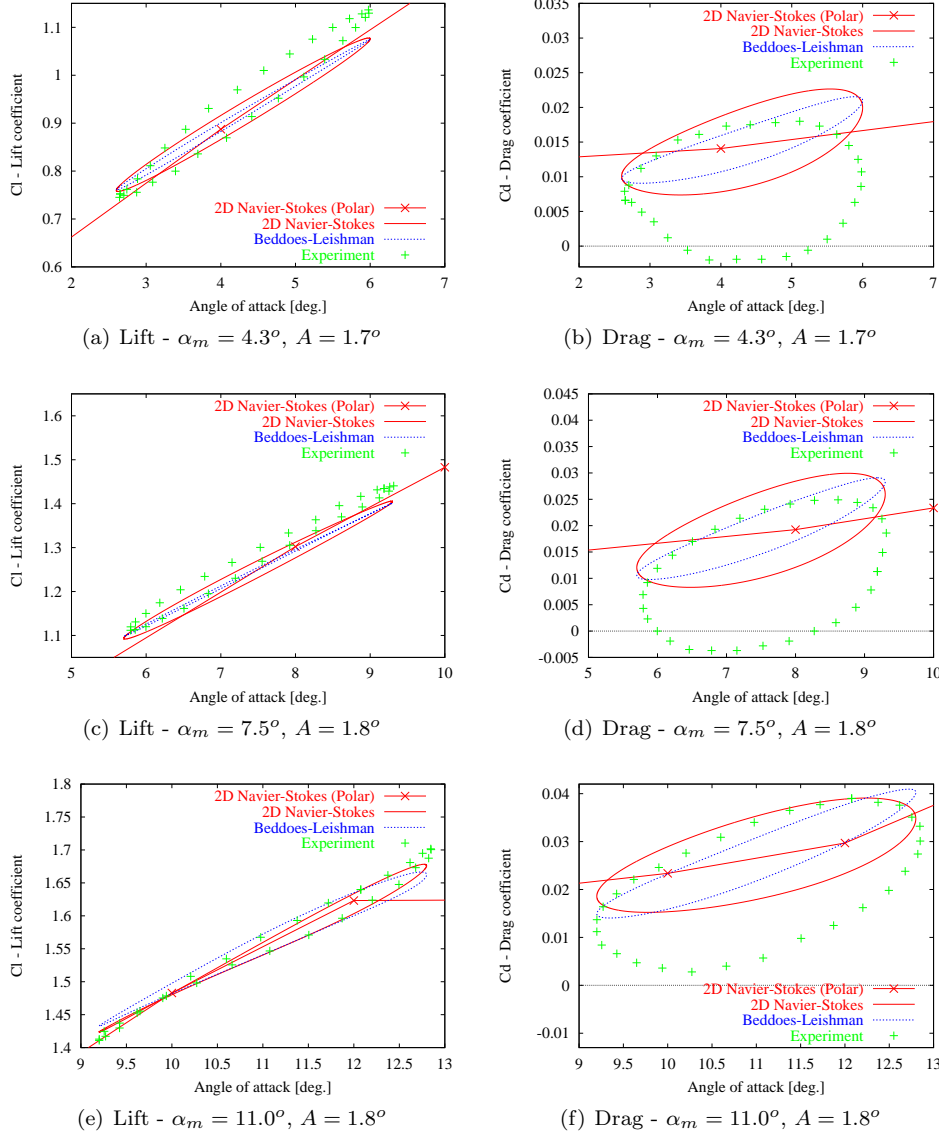 Cl - Lift coefficient
1.1
1
0.9
0.8
0.7
0.6
2D Navier-Stokes (Polar)
2D Navier-Stokes
Beddoes-Leishman
Experiment
2 3 4 5 6 7
Angle of attack [deg.]
(a) Lift - αm = 4.3°, A = 1.7°
Cd - Drag coefficient
0.035
0.03
0.025
0.02
0.015
0.01
0.005
0
2D Navier-Stokes (Polar)
2D Navier-Stokes
Beddoes-Leishman
Experiment
2 3 4 5 6 7
Angle of attack [deg.]
(b) Drag - αm = 4.3°, A = 1.7°
Cl - Lift coefficient
1.6
1.5
1.4
1.3
1.2
1.1
2D Navier-Stokes (Polar)
2D Navier-Stokes
Beddoes-Leishman
Experiment
5 6 7 8 9 10
Angle of attack [deg.]
(c) Lift - αm = 7.5°, A = 1.8°
Cd - Drag coefficient
0.045
0.04
0.035
0.03
0.025
0.02
0.015
0.01
0.005
0
-0.005
2D Navier-Stokes (Polar)
2D Navier-Stokes
Beddoes-Leishman
Experiment
5 6 7 8 9 10
Angle of attack [deg.]
(d) Drag - αm = 7.5°, A = 1.8°
Cl - Lift coefficient
1.8
1.75
1.7
1.65
1.6
1.55
1.5
1.45
1.4
2D Navier-Stokes (Polar)
2D Navier-Stokes
Beddoes-Leishman
Experiment
9 9.5 10 10.5 11 11.5 12 12.5 13
Angle of attack [deg.]
(e) Lift - αm = 11.0°, A = 1.8°
Cd - Drag coefficient
0.04
0.03
0.02
0.01
0
-0.01
2D Navier-Stokes (Polar)
2D Navier-Stokes
Beddoes-Leishman
Experiment
9 9.5 10 10.5 11 11.5 12 12.5 13
Angle of attack [deg.]
(f) Drag - αm = 11.0°, A = 1.8°